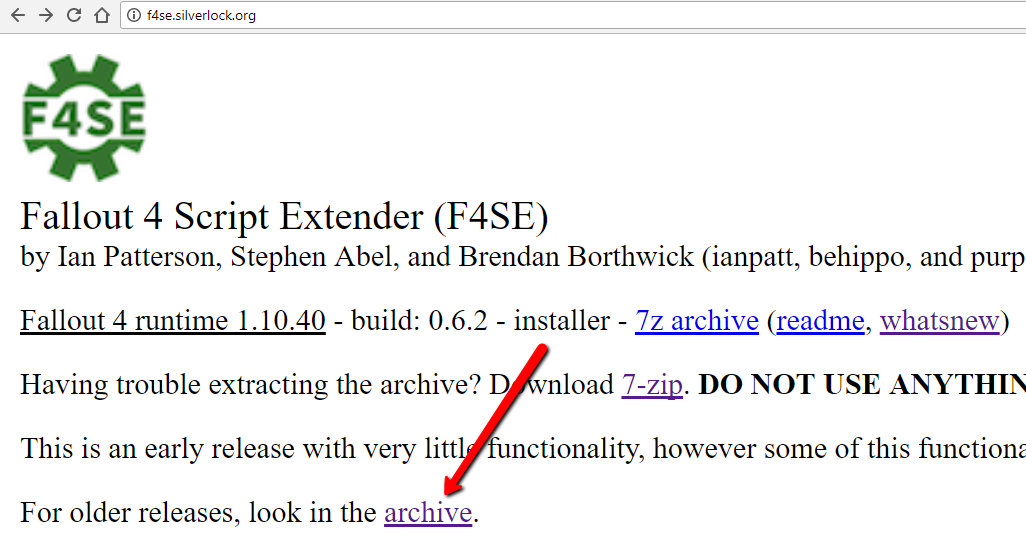 f4se.silverlock.org
F4SE
Fallout 4 Script Extender (F4SE)
by Ian Patterson, Stephen Abel, and Brendan Borthwick (ianpatt, behippo, and purp
Fallout 4 runtime 1.10.40 - build: 0.6.2 - installer - 7z archive (readme, whatsnew)
Having trouble extracting the archive? Download 7-zip. DO NOT USE ANYTHIN
This is an early release with very little functionality, however some of this functiona
For older releases, look in the archive.